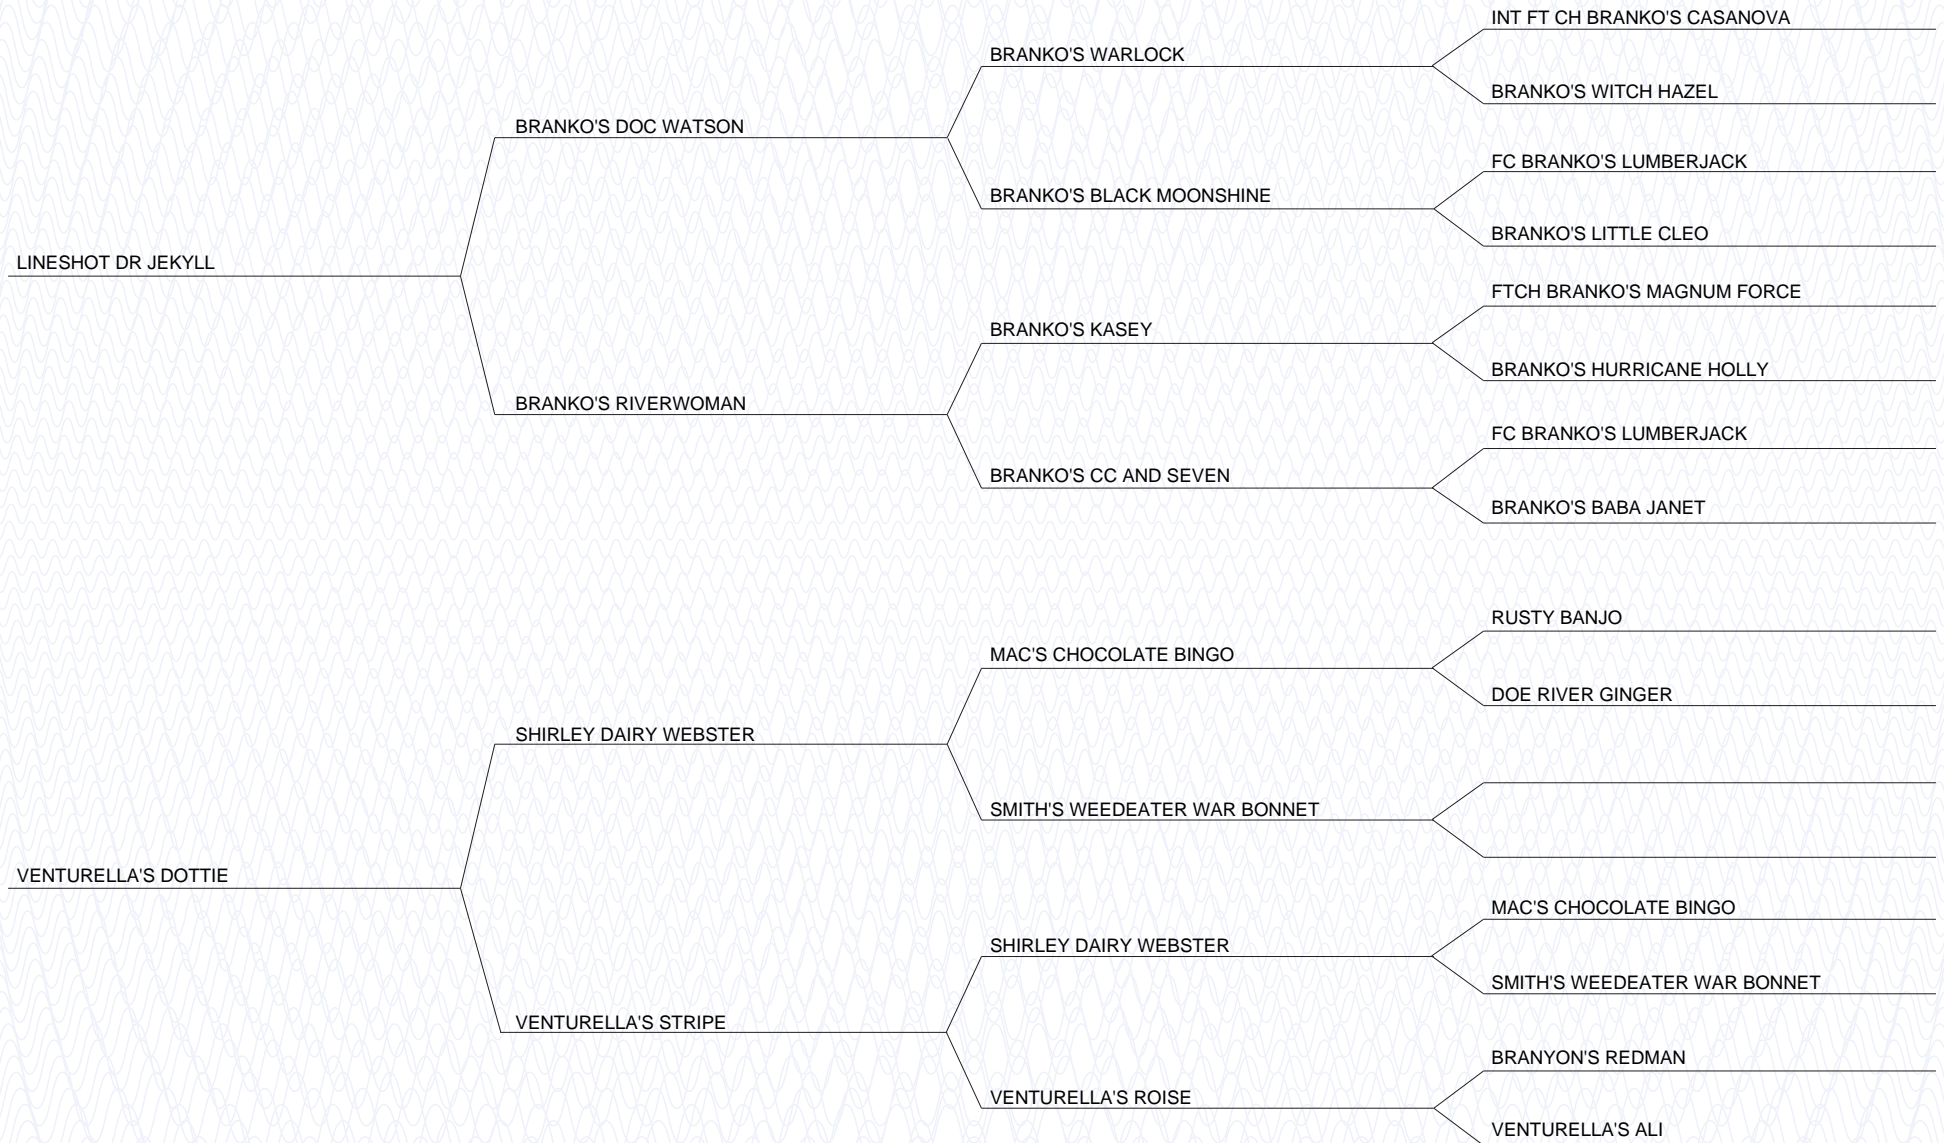 INT FT CH BRANKO'S CASANOVA
BRANKO'S WARLOCK
BRANKO'S WITCH HAZEL
BRANKO'S DOC WATSON
FC BRANKO'S LUMBERJACK
BRANKO'S BLACK MOONSHINE
BRANKO'S LITTLE CLEO
LINESHOT DR JEKYLL
FTCH BRANKO'S MAGNUM FORCE
BRANKO'S KASEY
BRANKO'S HURRICANE HOLLY
BRANKO'S RIVERWOMAN
FC BRANKO'S LUMBERJACK
BRANKO'S CC AND SEVEN
BRANKO'S BABA JANET
RUSTY BANJO
MAC'S CHOCOLATE BINGO
DOE RIVER GINGER
SHIRLEY DAIRY WEBSTER
SMITH'S WEEDEATER WAR BONNET
VENTURELLA'S DOTTIE
MAC'S CHOCOLATE BINGO
SHIRLEY DAIRY WEBSTER
SMITH'S WEEDEATER WAR BONNET
VENTURELLA'S STRIPE
BRANYON'S REDMAN
VENTURELLA'S ROISE
VENTURELLA'S ALI